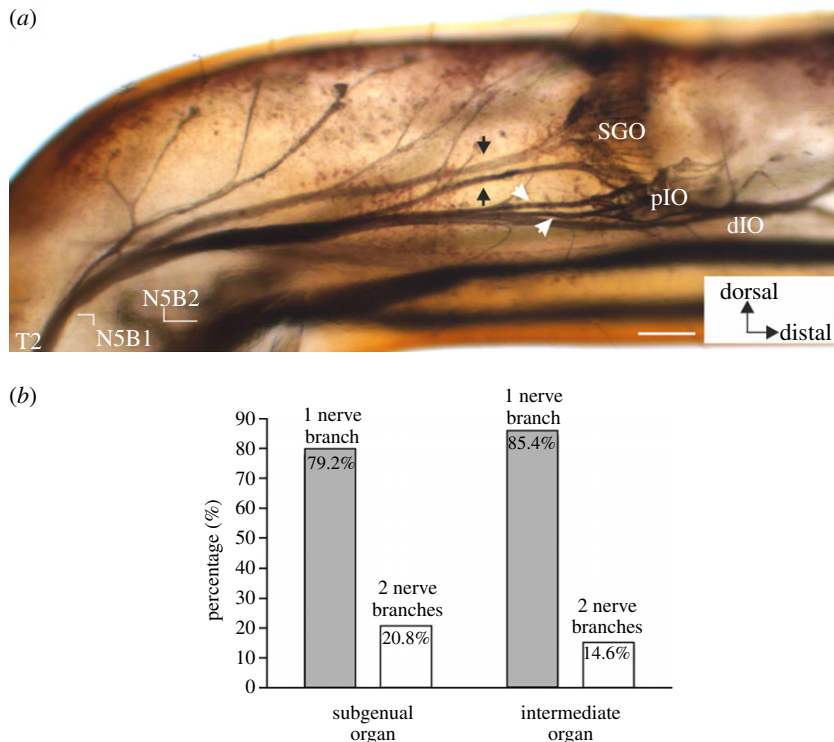 (a)
SGO
pIO
dIO
N5B2
N5B1
T2
dorsal
distal
(b)
percentage (%)
90
80
70
60
50
40
30
20
10
0
1 nerve
branch
79.2%
2 nerve
branches
20.8%
1 nerve
branch
85.4%
2 nerve
branches
14.6%
subgenual
organ
intermediate
organ